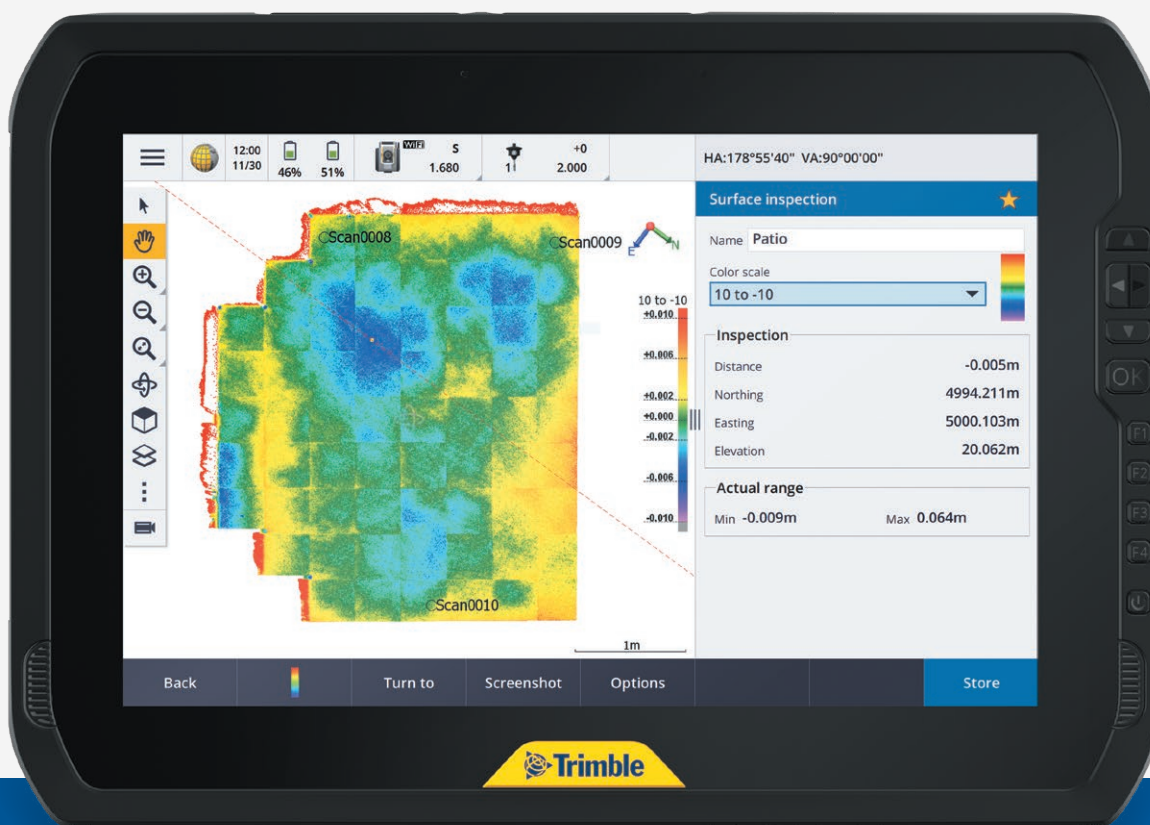 12:00
11/30
46%
51%
WiFi
S
1.680
1
+0
2.000
HA:178°55'40" VA:90°00'00"
Surface inspection
Name Patio
Color scale
10 to -10
Inspection
Distance -0.005m
Northing 4994.211m
Easting 5000.103m
Elevation 20.062m
Actual range
Min -0.009m Max 0.064m
Scan0008
Scan0009
E
N
10 to -10
+0.010
+0.006
+0.002
+0.000
-0.002
-0.006
-0.010
Scan0010
1m
Back
Turn to
Screenshot
Options
Store
Trimble
OK
F1
F2
F3
F4